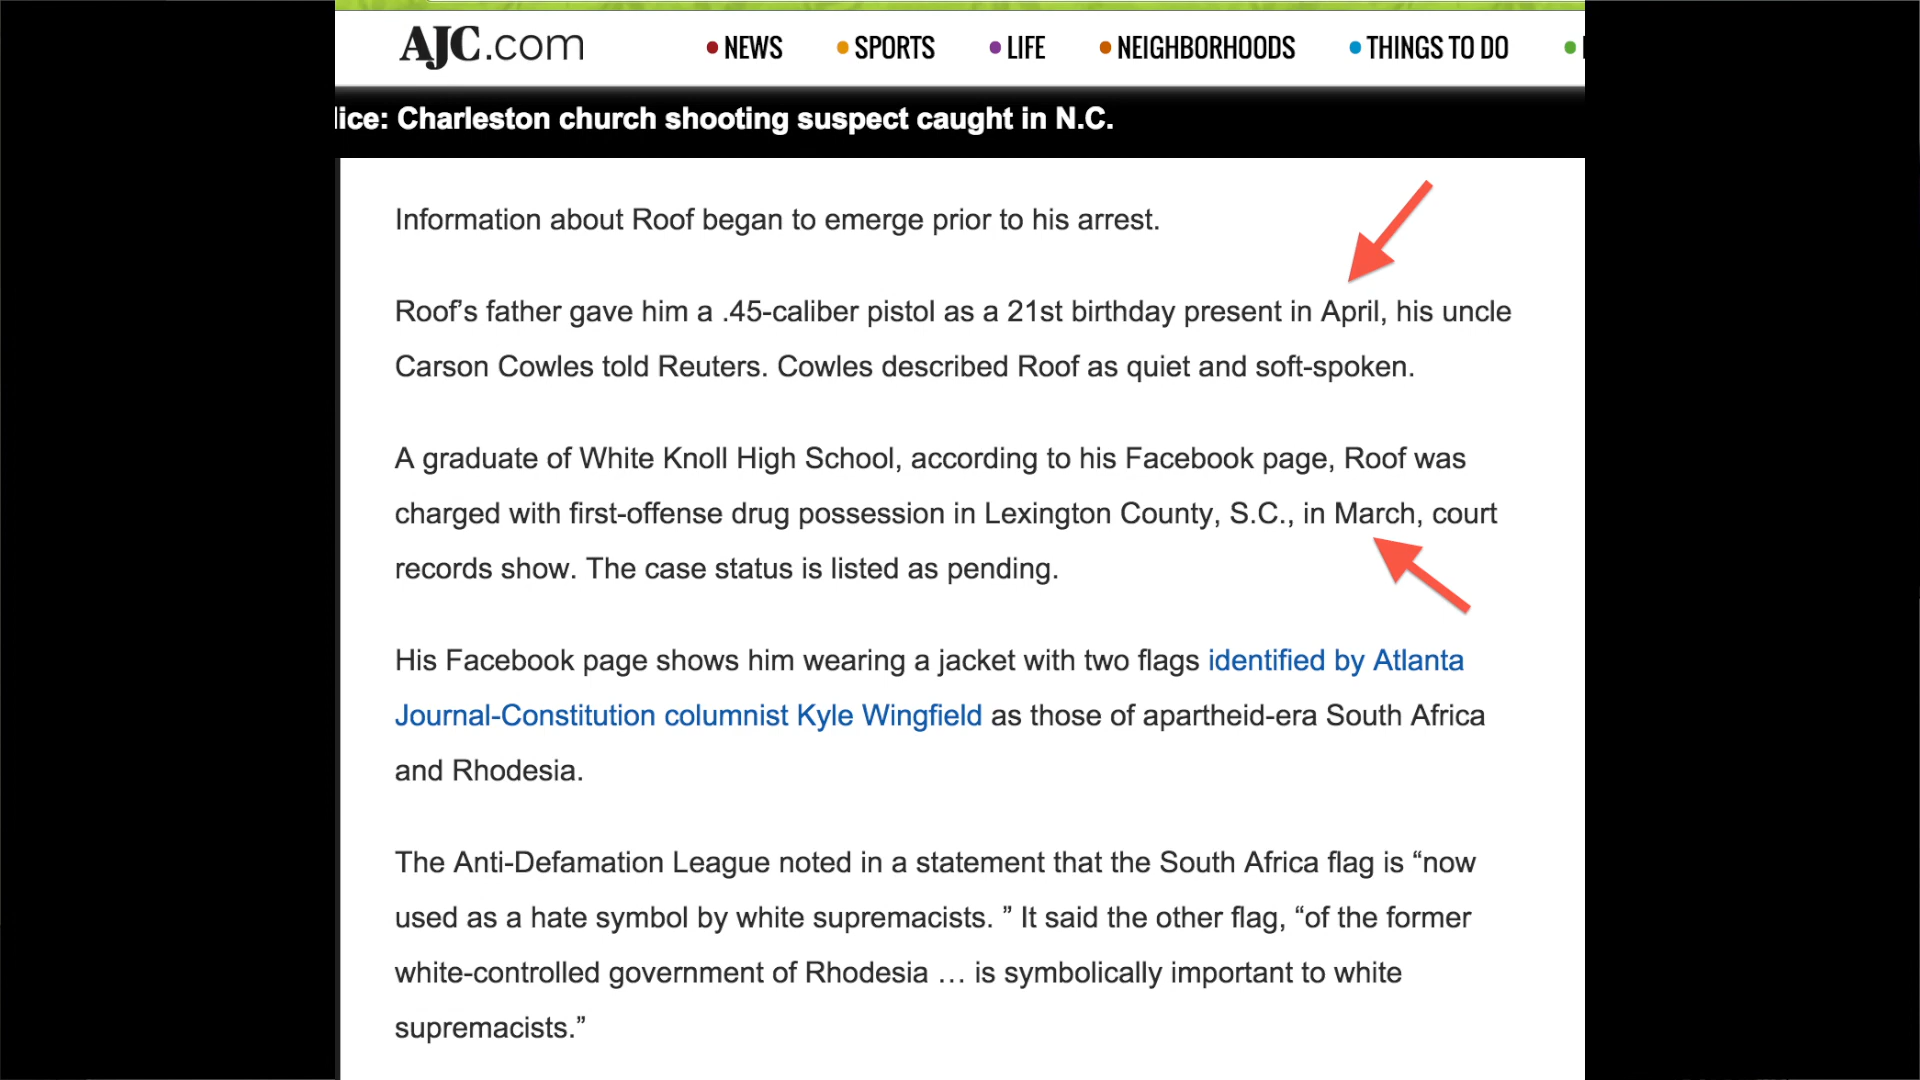 AJC.com
NEWS SPORTS LIFE NEIGHBORHOODS THINGS TO DO
lice: Charleston church shooting suspect caught in N.C.
Information about Roof began to emerge prior to his arrest.
Roof’s father gave him a .45-caliber pistol as a 21st birthday present in April, his uncle
Carson Cowles told Reuters. Cowles described Roof as quiet and soft-spoken.
A graduate of White Knoll High School, according to his Facebook page, Roof was
charged with first-offense drug possession in Lexington County, S.C., in March, court
records show. The case status is listed as pending.
His Facebook page shows him wearing a jacket with two flags identified by Atlanta
Journal-Constitution columnist Kyle Wingfield as those of apartheid-era South Africa
and Rhodesia.
The Anti-Defamation League noted in a statement that the South Africa flag is “now
used as a hate symbol by white supremacists. ” It said the other flag, “of the former
white-controlled government of Rhodesia … is symbolically important to white
supremacists.”